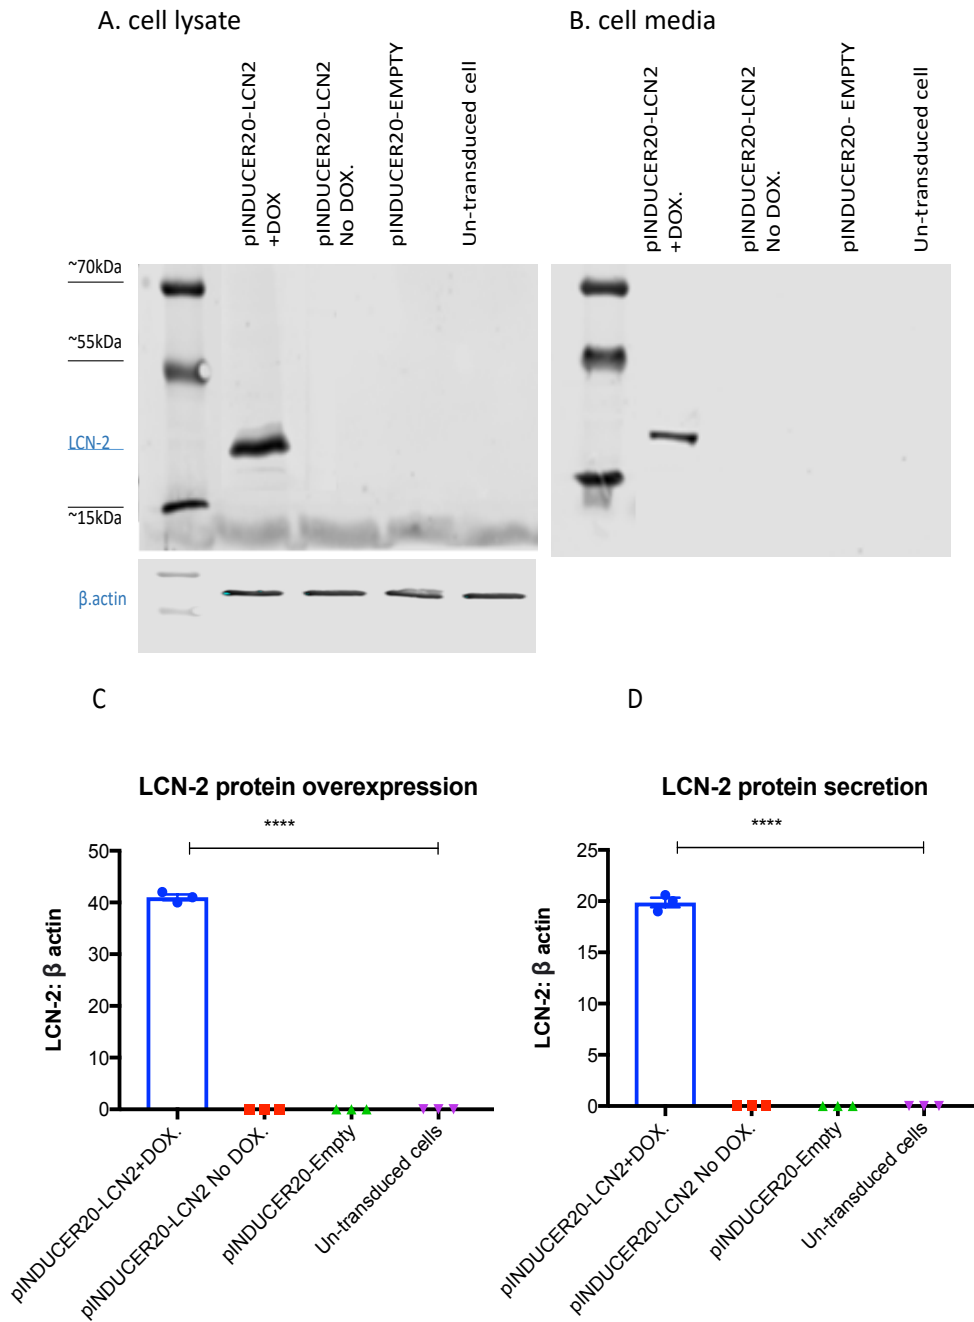 A. cell lysate
B. cell media
pINDUCER20-LCN2
+DOX
pINDUCER20-LCN2
No DOX.
pINDUCER20-EMPTY
Un-transduced cell
pINDUCER20-LCN2
+DOX.
pINDUCER20-LCN2
No DOX.
pINDUCER20- EMPTY
Un-transduced cell
~70kDa
~55kDa
LCN-2
~15kDa
β.actin
C
D
LCN-2 protein overexpression
****
50
40
30
20
10
0
LCN-2: β actin
pINDUCER20-LCN2+DOX.
pINDUCER20-LCN2 No DOX.
pINDUCER20-Empty
Un-transduced cells
LCN-2 protein secretion
****
25
20
15
10
5
0
LCN-2: β actin
pINDUCER20-LCN2+DOX.
pINDUCER20-LCN2 No DOX.
pINDUCER20-Empty
Un-transduced cells